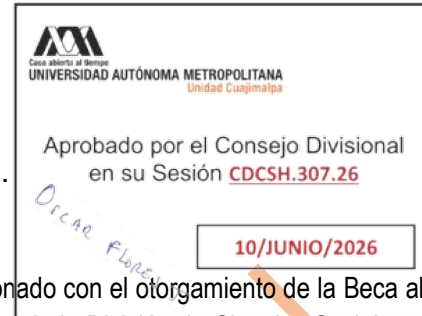 Casa abierta al tiempo
UNIVERSIDAD AUTÓNOMA METROPOLITANA
Unidad Cuajimalpa
Aprobado por el Consejo Divisional
en su Sesión CDCSH.307.26
.
OSCAR FLORES
10/JUNIO/2026
onado con el otorgamiento de la Beca al